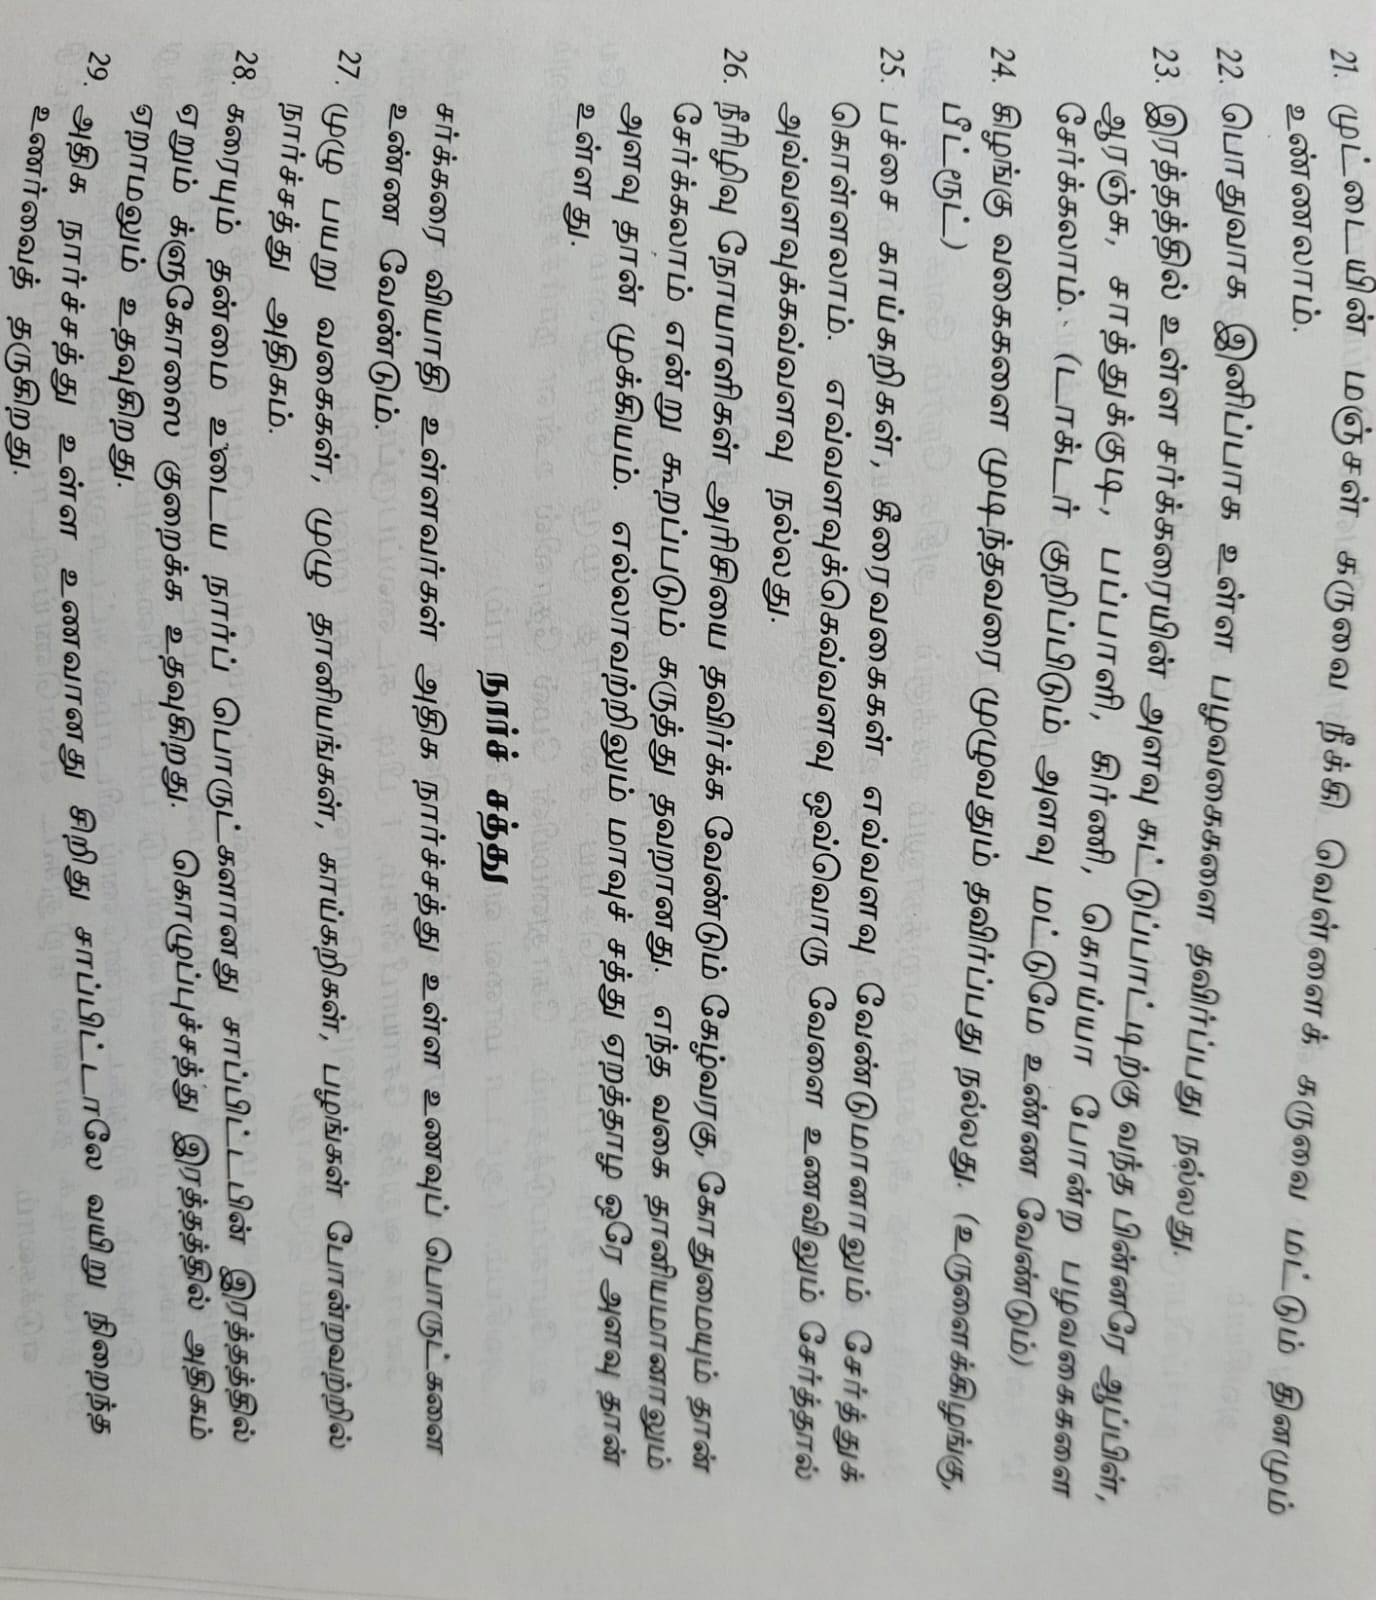 21. முட்டையின் மஞ்சள் கருவை நீக்கி வெள்ளைக் கருவை மட்டும் தினமும்
உண்ணலாம்.
22. பொதுவாக இனிப்பாக உள்ள பழவகைகளை தவிர்ப்பது நல்லது.
23. இரத்தத்தில் உள்ள சர்க்கரையின் அளவு கட்டுப்பாட்டிற்கு வந்த பின்னரே ஆப்பிள்,
ஆரஞ்சு, சாத்துக்குடி, பப்பாளி, கிர்ணி, கொய்யா போன்ற பழவகைகளை
சேர்க்கலாம். (டாக்டர் குறிப்பிடும் அளவு மட்டுமே உண்ண வேண்டும்)
24. கிழங்கு வகைகளை முடிந்தவரை முழுவதும் தவிர்ப்பது நல்லது. (உருளைக்கிழங்கு,
பீட்ரூட்)
25. பச்சை காய்கறிகள், கீரைவகைகள் எவ்வளவு வேண்டுமானாலும் சேர்த்துக்
கொள்ளலாம். எவ்வளவுக்கெவ்வளவு ஒவ்வொரு வேளை உணவிலும் சேர்த்தால்
அவ்வளவுக்கவ்வளவு நல்லது.
26. நீரிழிவு நோயாளிகள் அரிசியை தவிர்க்க வேண்டும் கேழ்வரகு, கோதுமையும் தான்
சேர்க்கலாம் என்று கூறப்படும் கருத்து தவறானது. எந்த வகை தானியமானாலும்
அளவு தான் முக்கியம். எல்லாவற்றிலும் மாவுச் சத்து ஏறத்தாழ ஒரே அளவு தான்
உள்ளது.
நார்ச் சத்து
சர்க்கரை வியாதி உள்ளவர்கள் அதிக நார்ச்சத்து உள்ள உணவுப் பொருட்களை
உண்ண வேண்டும்.
27. முழு பயறு வகைகள், முழு தானியங்கள், காய்கறிகள், பழங்கள் போன்றவற்றில்
நார்ச்சத்து அதிகம்.
28. கரையும் தன்மை உடைய நார்ப் பொருட்களானது சாப்பிட்டபின் இரத்தத்தில்
ஏறும் க்ளுகோஸை குறைக்க உதவுகிறது. கொழுப்புச்சத்து இரத்தத்தில் அதிகம்
ஏறாமலும் உதவுகிறது.
29. அதிக நார்ச்சத்து உள்ள உணவானது சிறிது சாப்பிட்டாலே வயிறு நிறைந்த
உணர்வைத் தருகிறது.